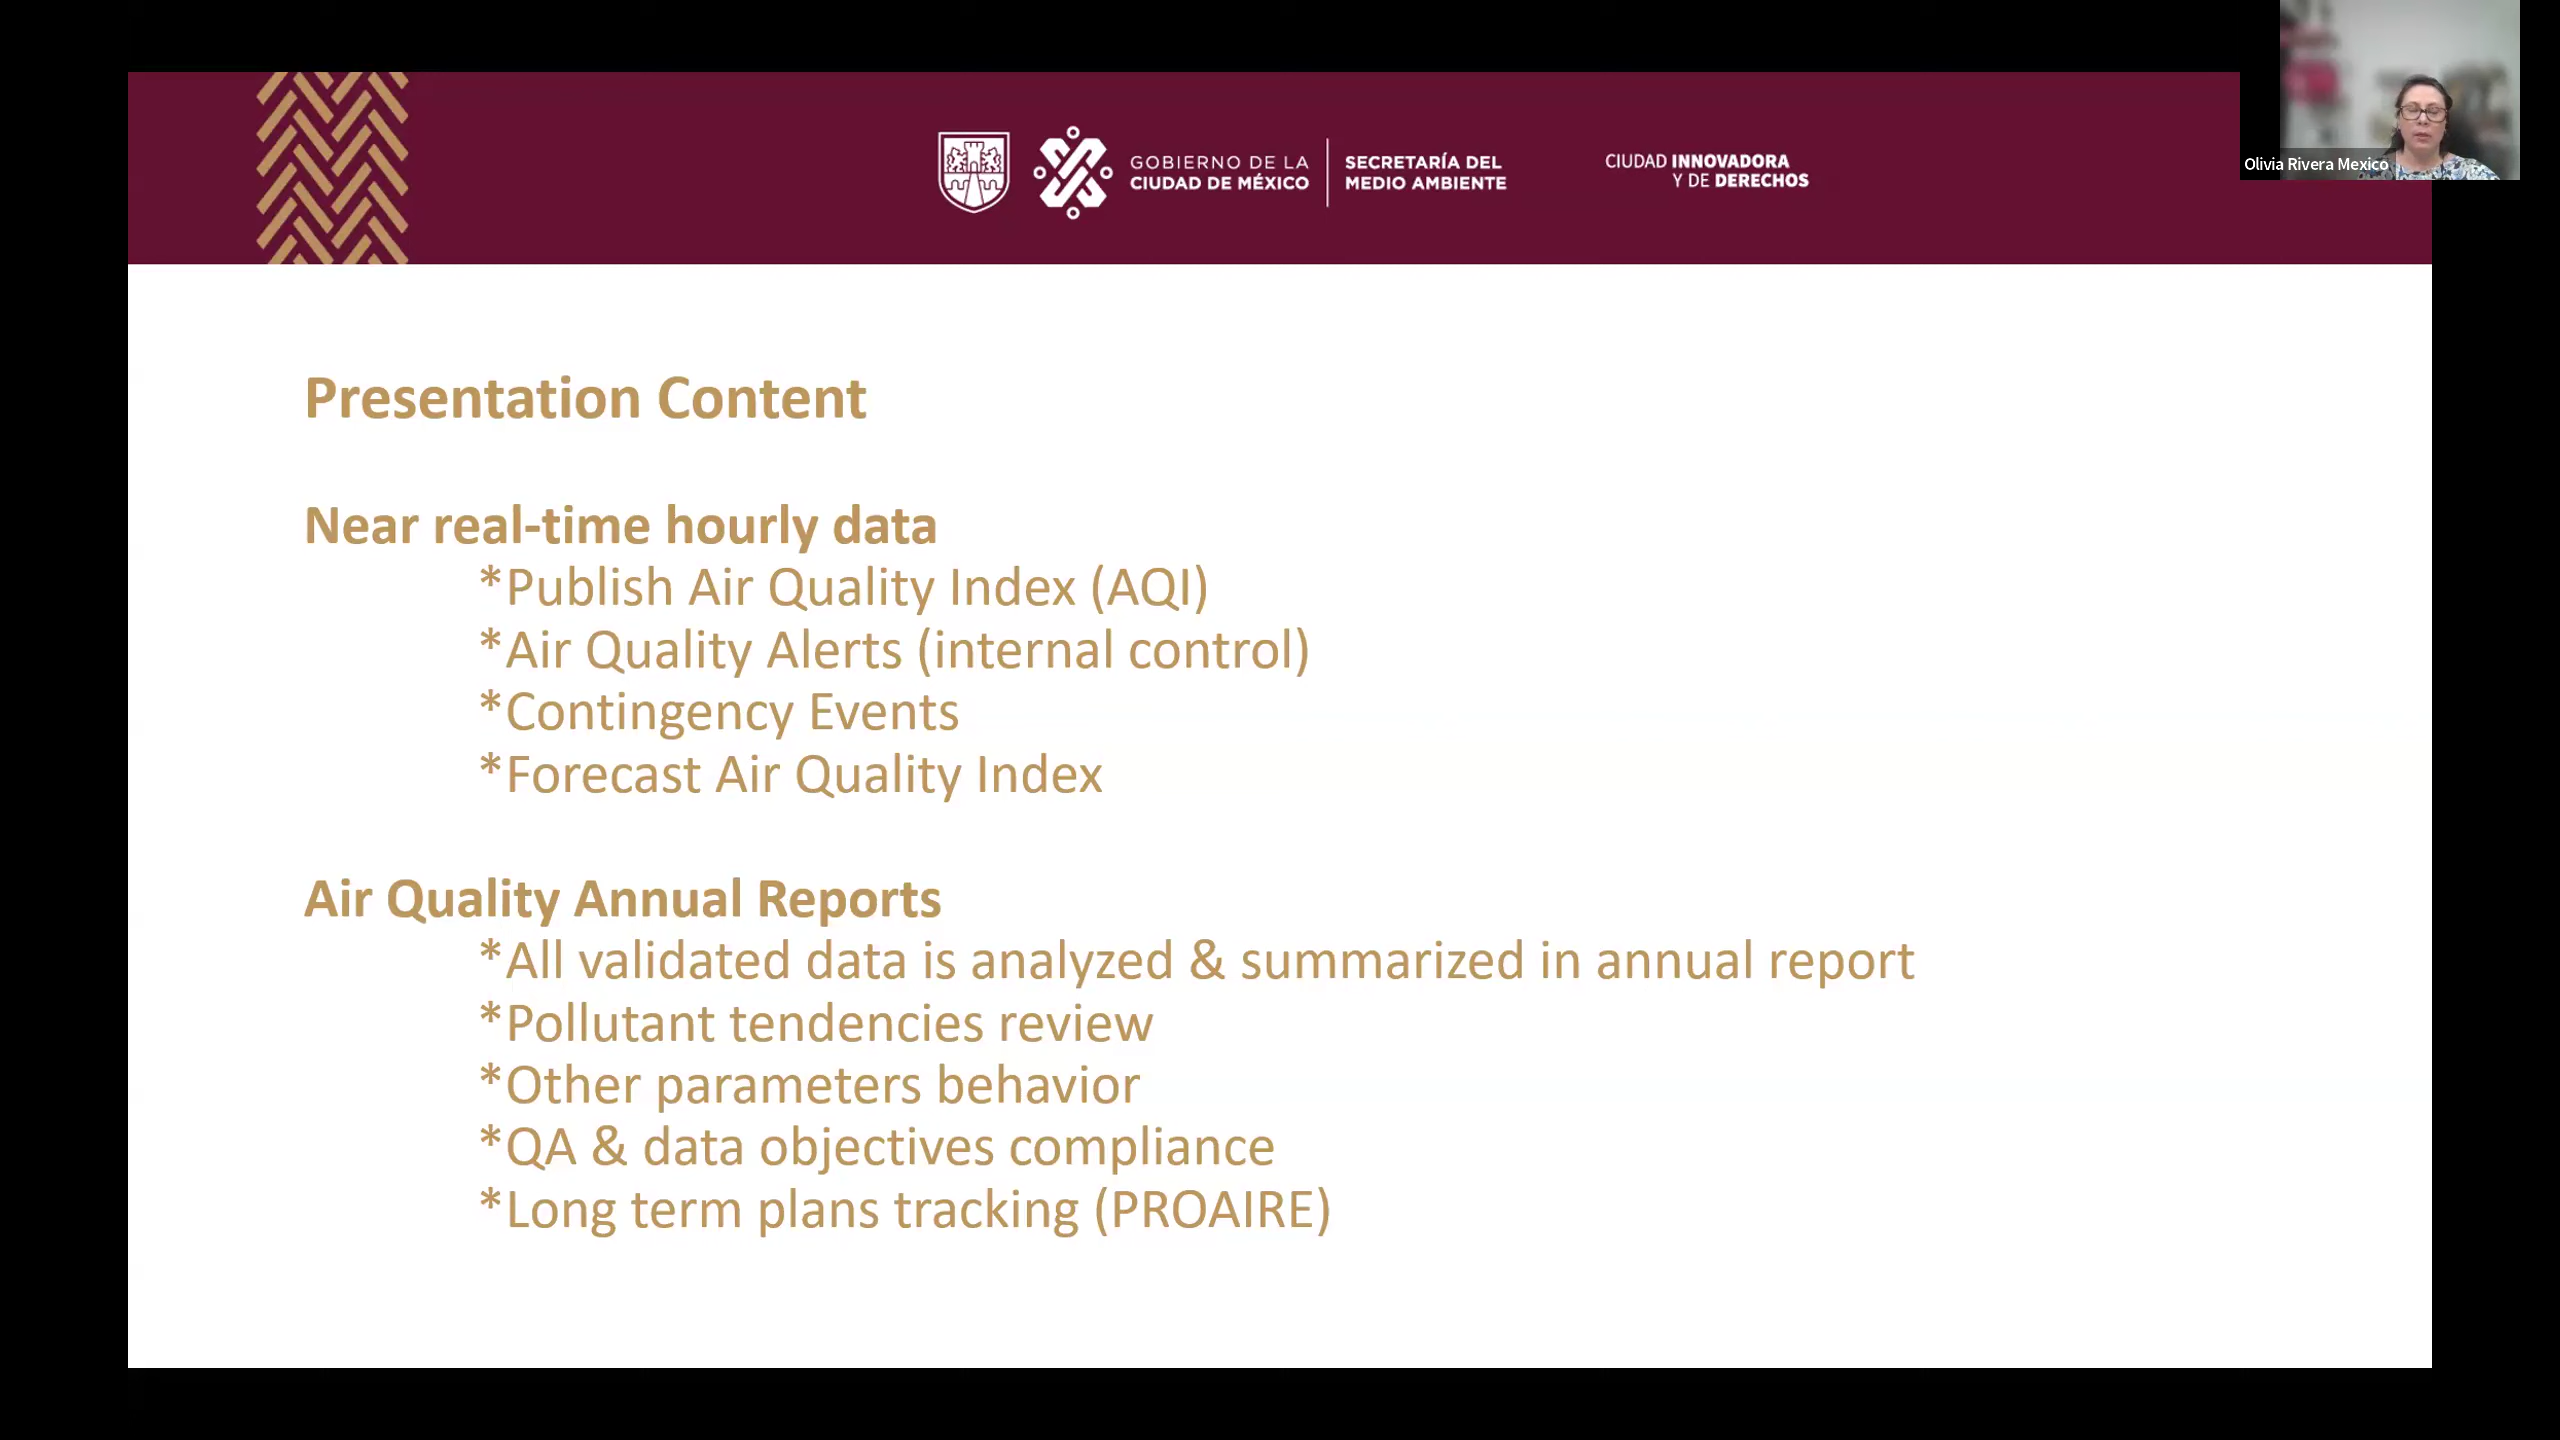 GOBIERNO DE LA
CIUDAD DE MÉXICO
SECRETARÍA DEL
MEDIO AMBIENTE
CIUDAD INNOVADORA
Y DE DERECHOS
Olivia Rivera Mexico
Presentation Content
Near real-time hourly data
*Publish Air Quality Index (AQI)
*Air Quality Alerts (internal control)
*Contingency Events
*Forecast Air Quality Index
Air Quality Annual Reports
*All validated data is analyzed & summarized in annual report
*Pollutant tendencies review
*Other parameters behavior
*QA & data objectives compliance
*Long term plans tracking (PROAIRE)